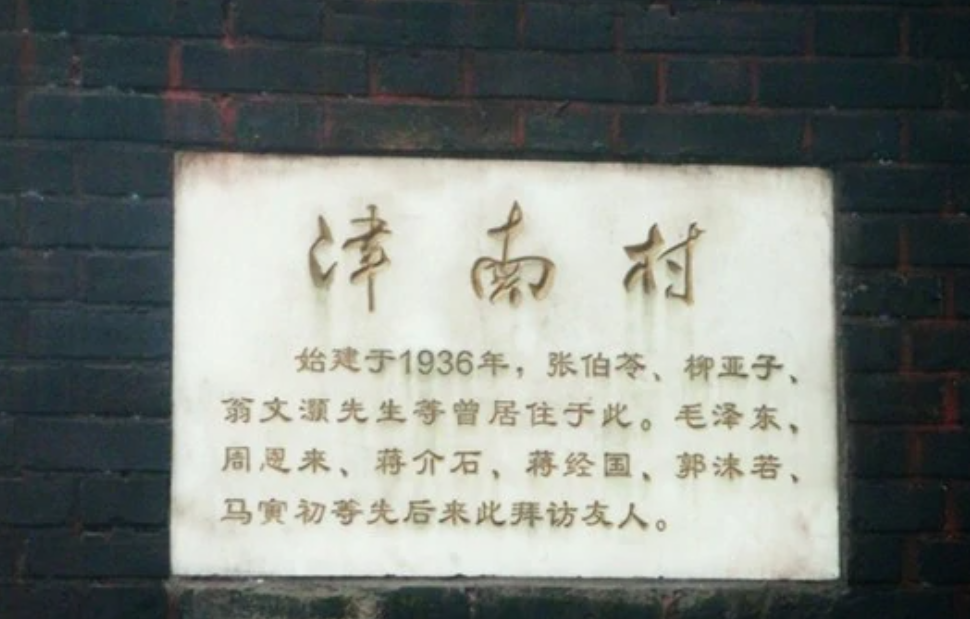 津南村
始建于1936年，张伯苓、柳亚子、
翁文灏先生等曾居住于此。毛泽东、
周恩来、蒋介石、蒋经国、郭沫若、
马寅初等先后来此拜访友人。